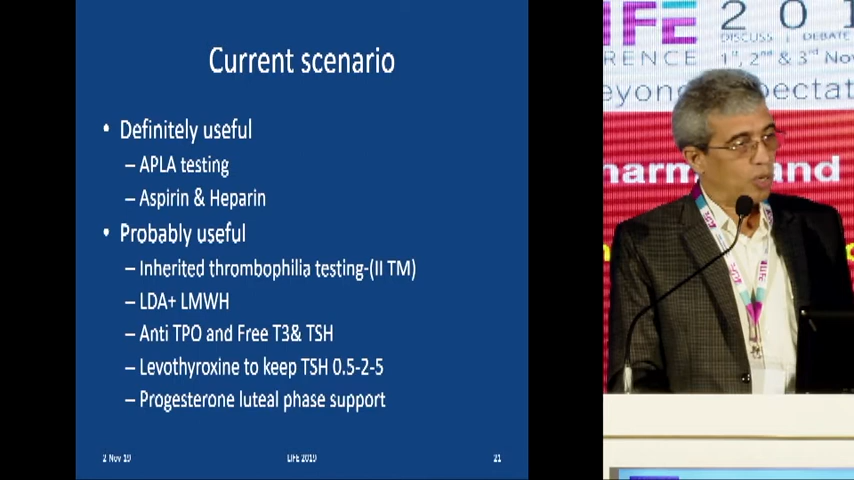 Current scenario
• Definitely useful
– APLA testing
– Aspirin & Heparin
• Probably useful
– Inherited thrombophilia testing-(II TM)
– LDA+ LMWH
– Anti TPO and Free T3& TSH
– Levothyroxine to keep TSH 0.5-2-5
– Progesterone luteal phase support
2 Nov 19
LIFE 2019
21
IFE 201
DISCUSS | DEBATE
RENCE 1st, 2nd & 3rd Nov
eyond pectat
harm and